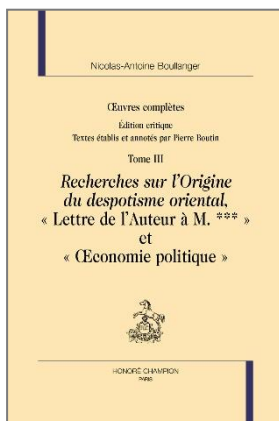 Nicolas-Antoine Boullanger
Œuvres complètes
Édition critique
Textes établis et annotés par Pierre Boutin
Tome III
Recherches sur l'Origine
du despotisme oriental,
« Lettre de l'Auteur à M. *** »
et
« Œconomie politique »
HONORÉ CHAMPION
PARIS